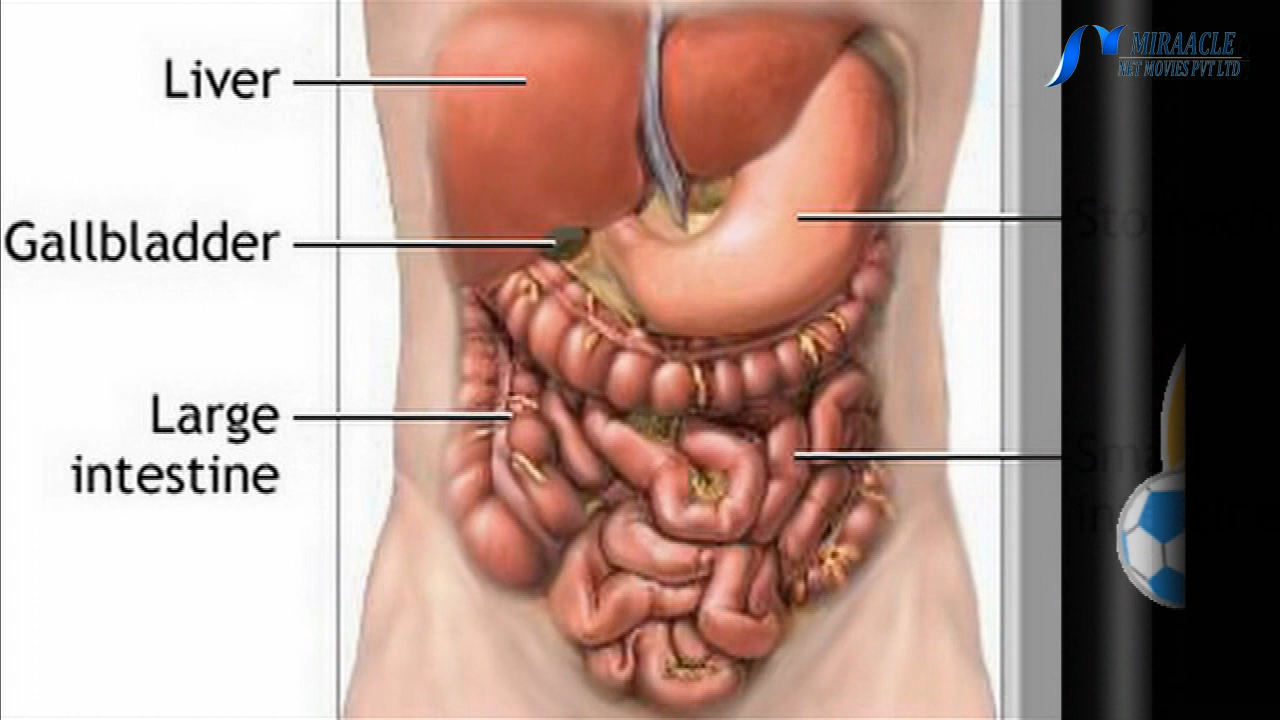 MIRAACLE
NET MOVIES PVT LTD
Liver
Gallbladder
Large
intestine